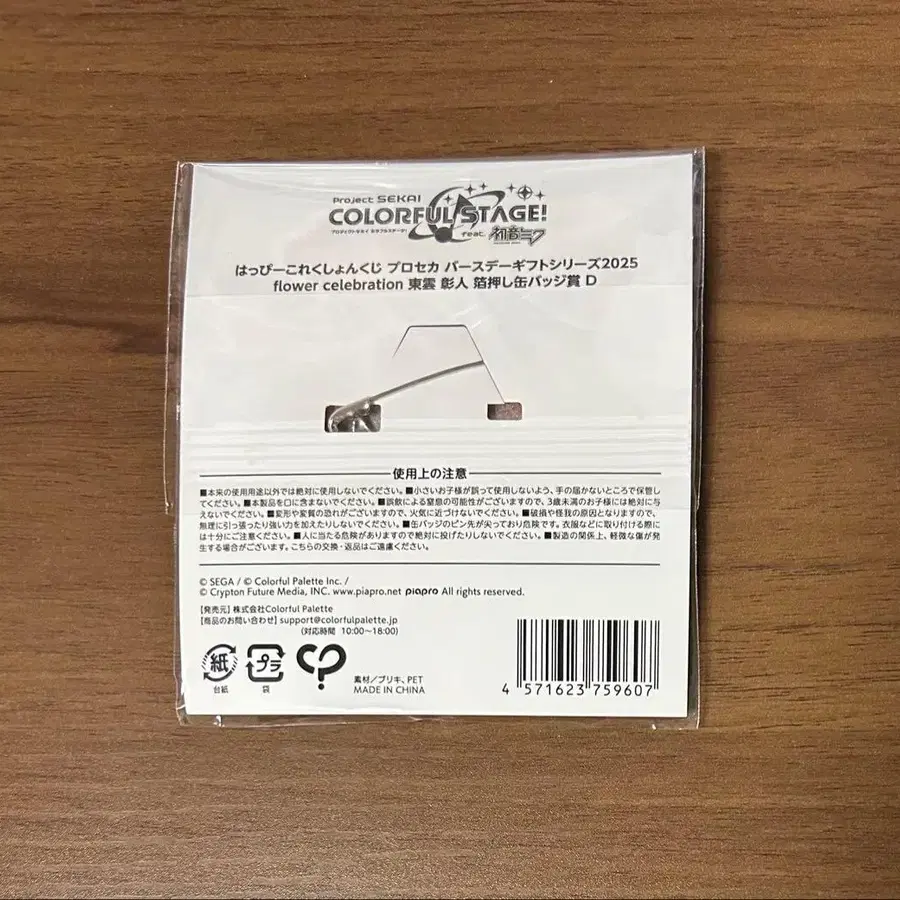 Project SEKAI
COLORFUL STAGE!
プロジェクトセカイ カラフルステージ!
feat. 初音ミク
はっぴーこれくしょんくじ プロセカ バースデーギフトシリーズ2025
flower celebration 東雲 彰人 箔押し缶バッジ賞 D
使用上の注意
■本来の使用用途以外では絶対に使用しないでください。■小さいお子様が誤って使用しないよう、手の届かないところで保管し
てください。■本製品を口に含まないでください。■誤飲による窒息の可能性がございますので、3歳未満のお子様には絶対に与
えないでください。■変形や変質の恐れがございますので、火気に近づけないでください。■破損や怪我の原因となりますので、
無理に引っ張ったり強い力を加えたりしないでください。■缶バッジのピン先が尖っており危険です。衣服などに取り付ける際に
は十分にご注意ください。■人に当たる危険がありますので絶対に投げたりしないでください。■製造の関係上、軽微な傷が発
生する場合がございます。こちらの交換・返品はご遠慮ください。
© SEGA / © Colorful Palette Inc. /
© Crypton Future Media, INC. www.piapro.net piapro All rights reserved.
【発売元】株式会社Colorful Palette
【商品のお問い合わせ】support@colorfulpalette.jp
(対応時間 10:00~18:00)
紙
台紙
プラ
袋
素材/ブリキ、PET
MADE IN CHINA
4 571623 759607